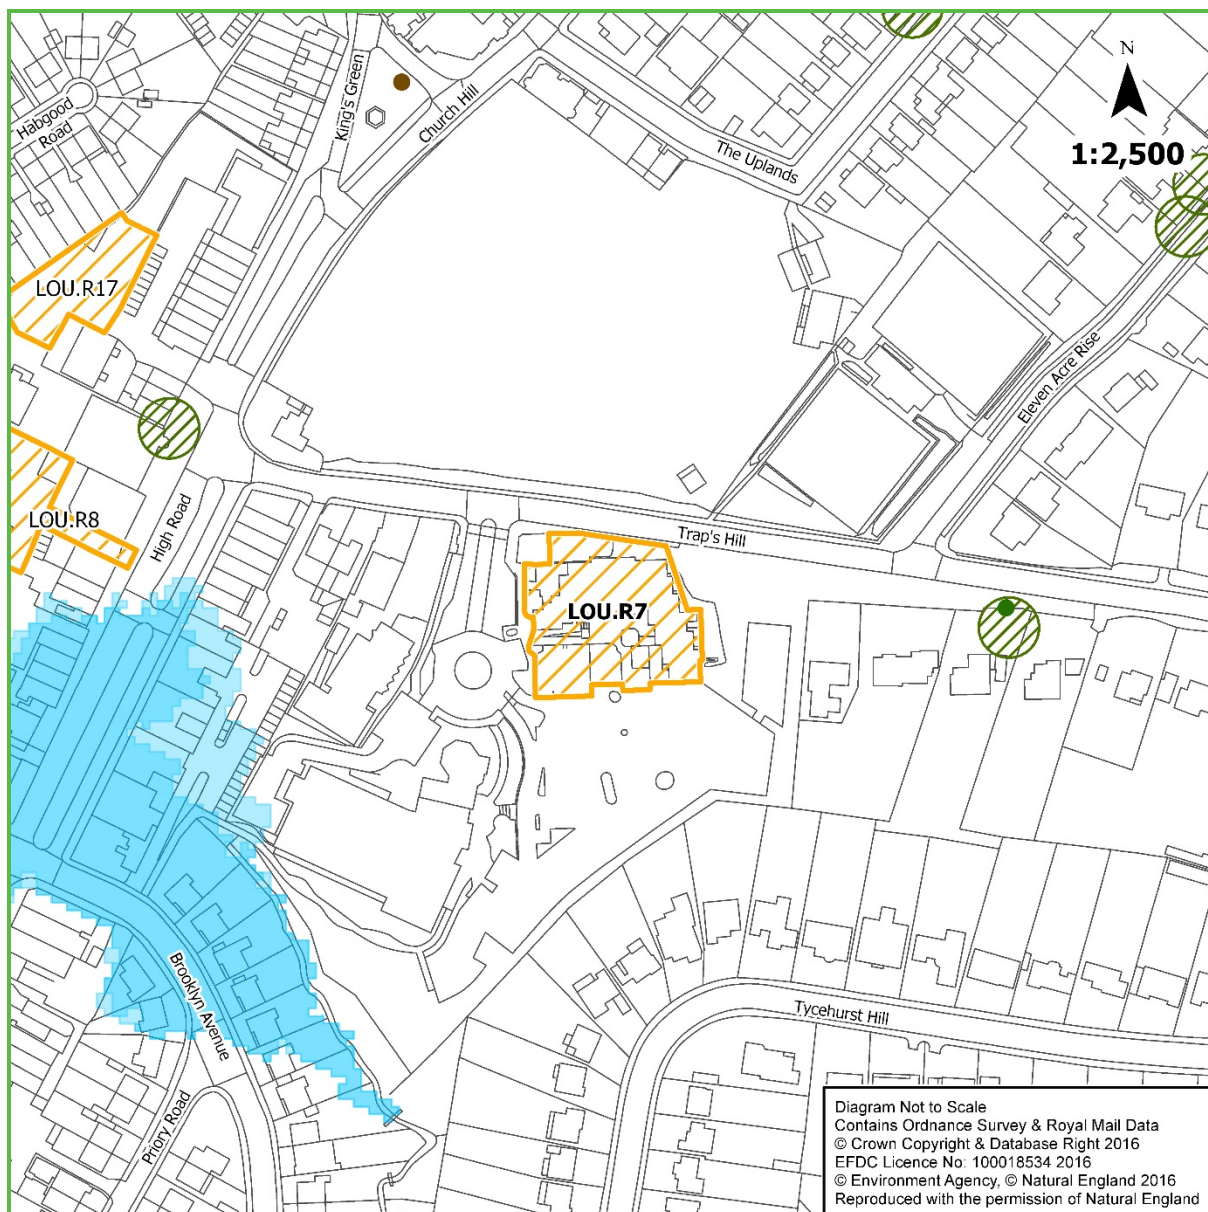 N
1:2,500
Habgood
Road
King's Green
Church Hill
The Uplands
LOU.R17
Eleven Acre Rise
LOU.R8
High Road
Trap's Hill
LOU.R7
Brooklyn Avenue
Tycehurst Hill
Priory Road
Diagram Not to Scale
Contains Ordnance Survey & Royal Mail Data
© Crown Copyright & Database Right 2016
EFDC Licence No: 100018534 2016
© Environment Agency, © Natural England 2016
Reproduced with the permission of Natural England